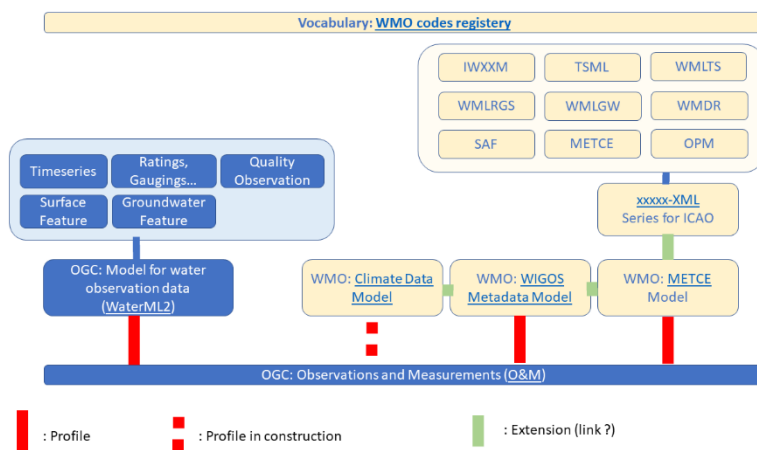 Vocabulary: WMO codes registery
IWXXM
TSML
WMLTS
WMLRGS
WMLGW
WMDR
SAF
METCE
OPM
Timeseries
Ratings,
Gaugings...
Quality
Observation
Surface
Feature
Groundwater
Feature
xxxxx-XML
Series for ICAO
OGC: Model for water
observation data
(WaterML2)
WMO: Climate Data
Model
WMO: WIGOS
Metadata Model
WMO: METCE
Model
OGC: Observations and Measurements (O&M)
: Profile
: Profile in construction
: Extension (link ?)